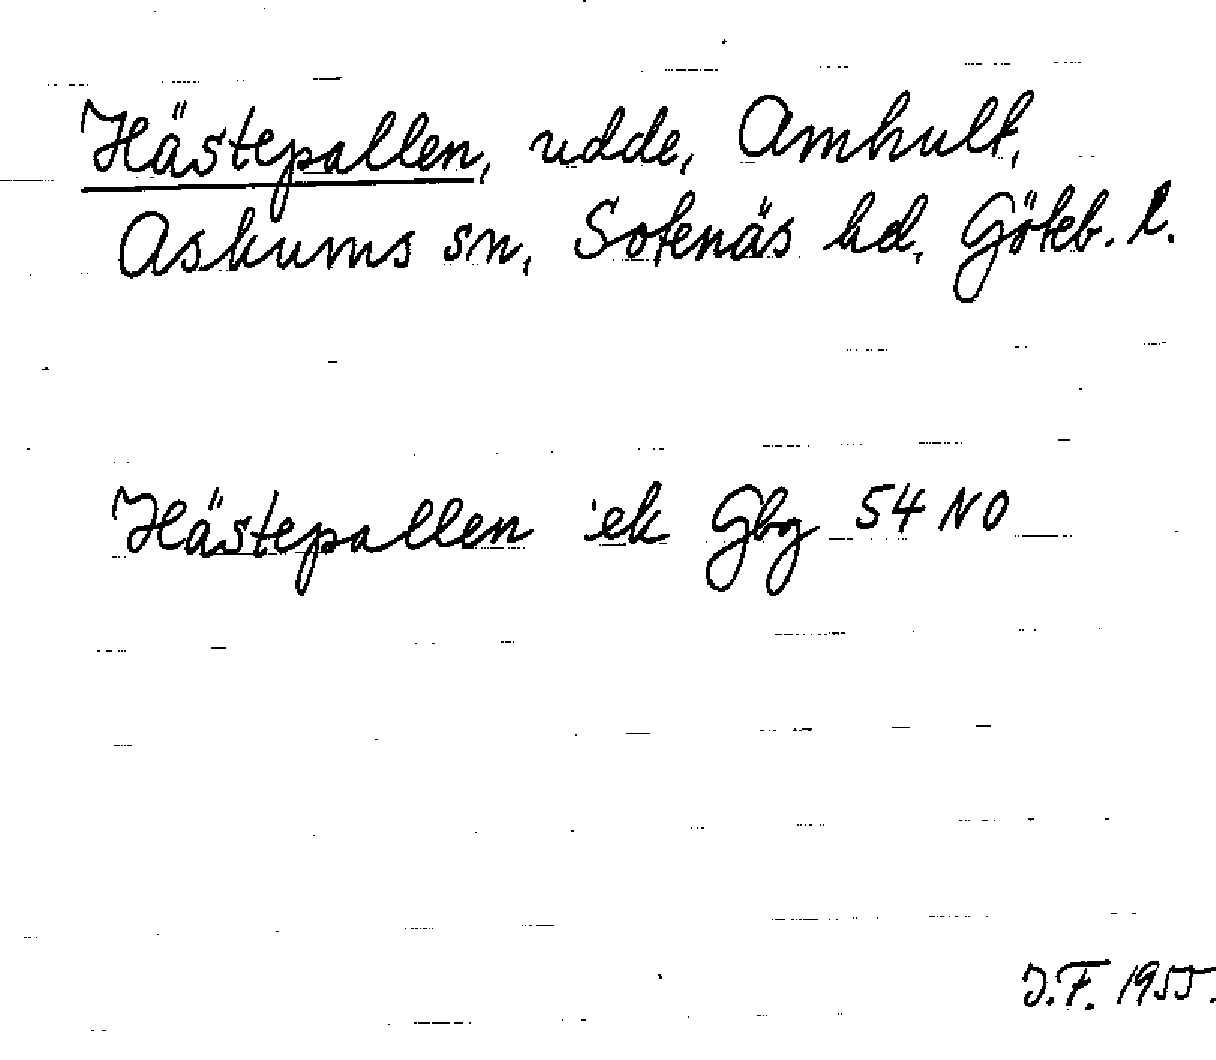 Hästepallen, udde, Amhult,
Askums sn, Sotenäs hd, Göteb. l.
Hästepallen ek Gbg 54 NO
J.F. 1955.